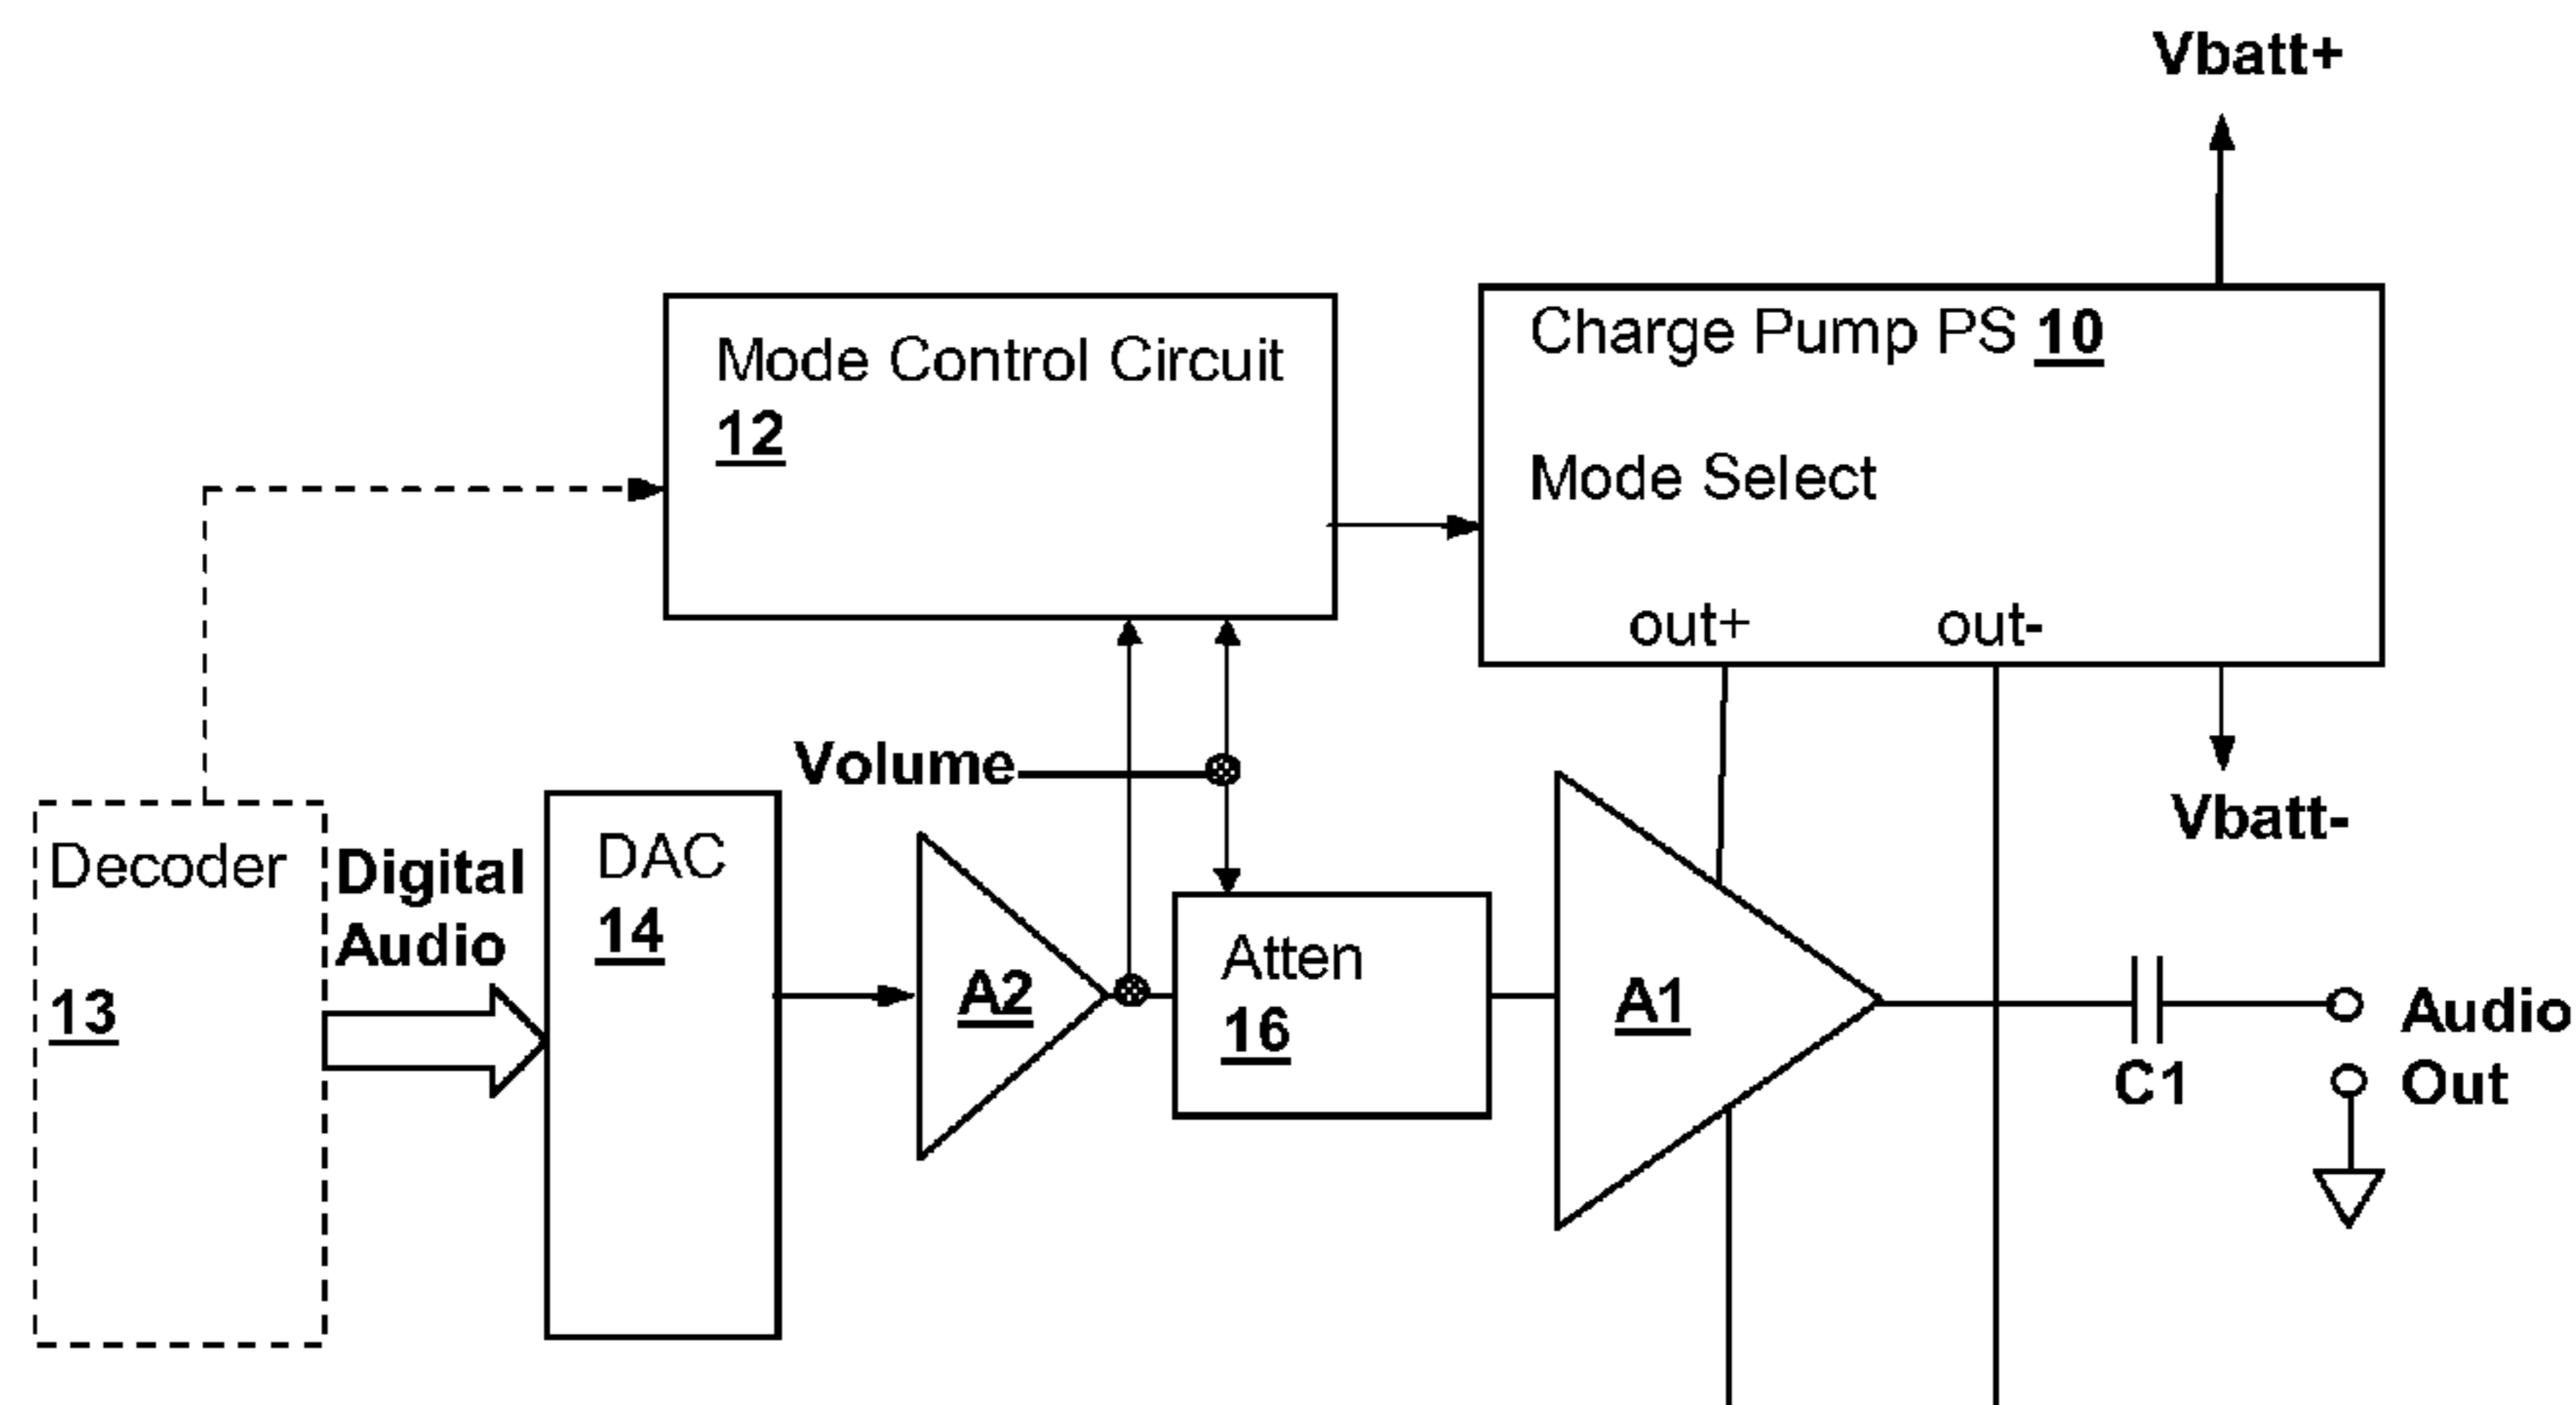 Vbatt+
Charge Pump PS 10
Mode Control Circuit
12
Mode Select
out+ out-
Volume
Vbatt-
Decoder
13
Digital
Audio
DAC
14
A2
Atten
16
A1
C1
Audio
Out